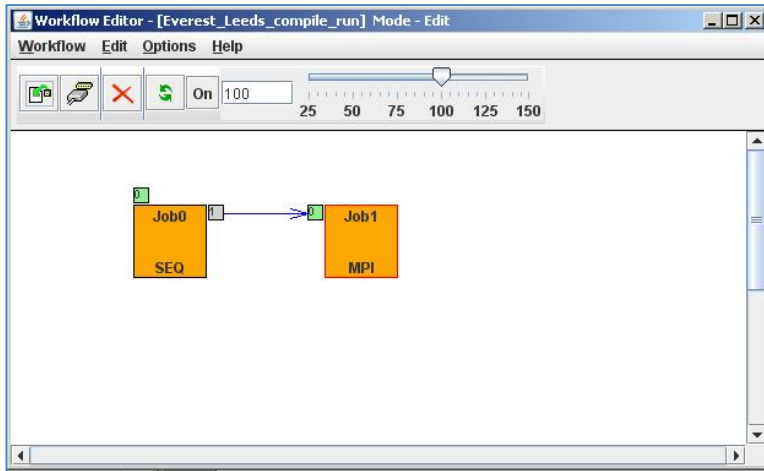 Workflow Editor - [Everest_Leeds_compile_run] Mode - Edit
Workflow Edit Options Help
On 100
25 50 75 100 125 150
0
Job0 1 0 Job1
SEQ MPI